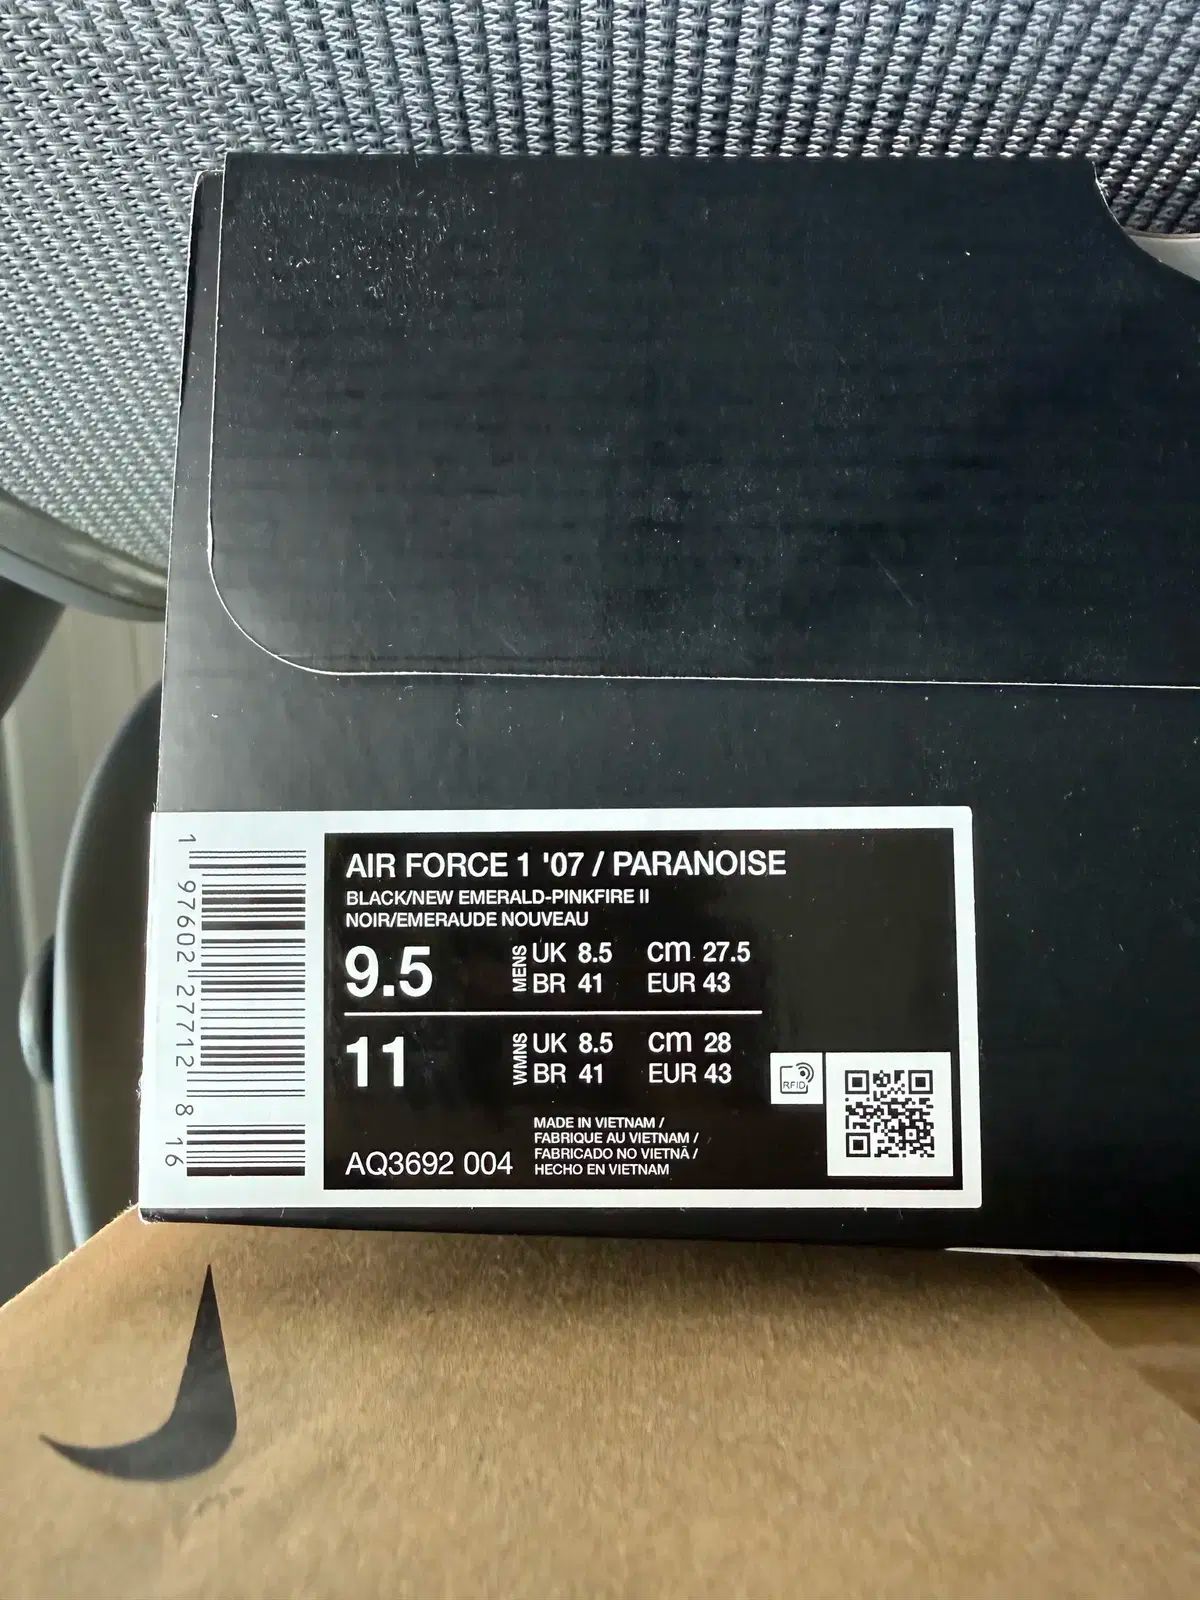 AIR FORCE 1 '07 / PARANOISE
BLACK/NEW EMERALD-PINKFIRE II
NOIR/EMERAUDE NOUVEAU
9.5 MENS UK 8.5 cm 27.5
BR 41 EUR 43
11 WMNS UK 8.5 cm 28
BR 41 EUR 43
RFID
MADE IN VIETNAM /
FABRIQUE AU VIETNAM /
FABRICADO NO VIETNÃ /
HECHO EN VIETNAM
AQ3692 004
1 97602 27712 8 16